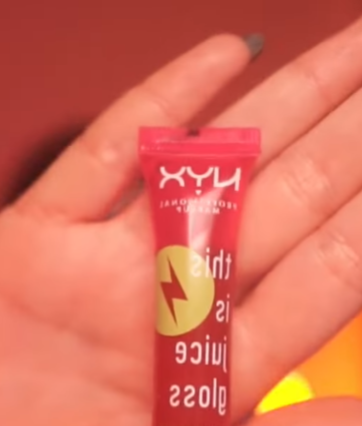 NYX
PROFESSIONAL
MAKEUP
this
is
juice
gloss